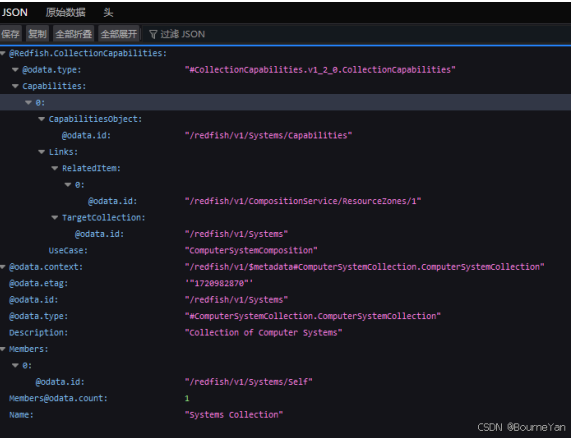 JSON 原始数据 头
保存 复制 全部折叠 全部展开 过滤 JSON
@Redfish.CollectionCapabilities:
@odata.type: "#CollectionCapabilities.v1_2_0.CollectionCapabilities"
Capabilities:
0:
CapabilitiesObject:
@odata.id: "/redfish/v1/Systems/Capabilities"
Links:
RelatedItem:
0:
@odata.id: "/redfish/v1/CompositionService/ResourceZones/1"
TargetCollection:
@odata.id: "/redfish/v1/Systems"
UseCase: "ComputerSystemComposition"
@odata.context: "/redfish/v1/$metadata#ComputerSystemCollection.ComputerSystemCollection"
@odata.etag: '"1720982870"'
@odata.id: "/redfish/v1/Systems"
@odata.type: "#ComputerSystemCollection.ComputerSystemCollection"
Description: "Collection of Computer Systems"
Members:
0:
@odata.id: "/redfish/v1/Systems/Self"
Members@odata.count: 1
Name: "Systems Collection"
CSDN @BourneYan